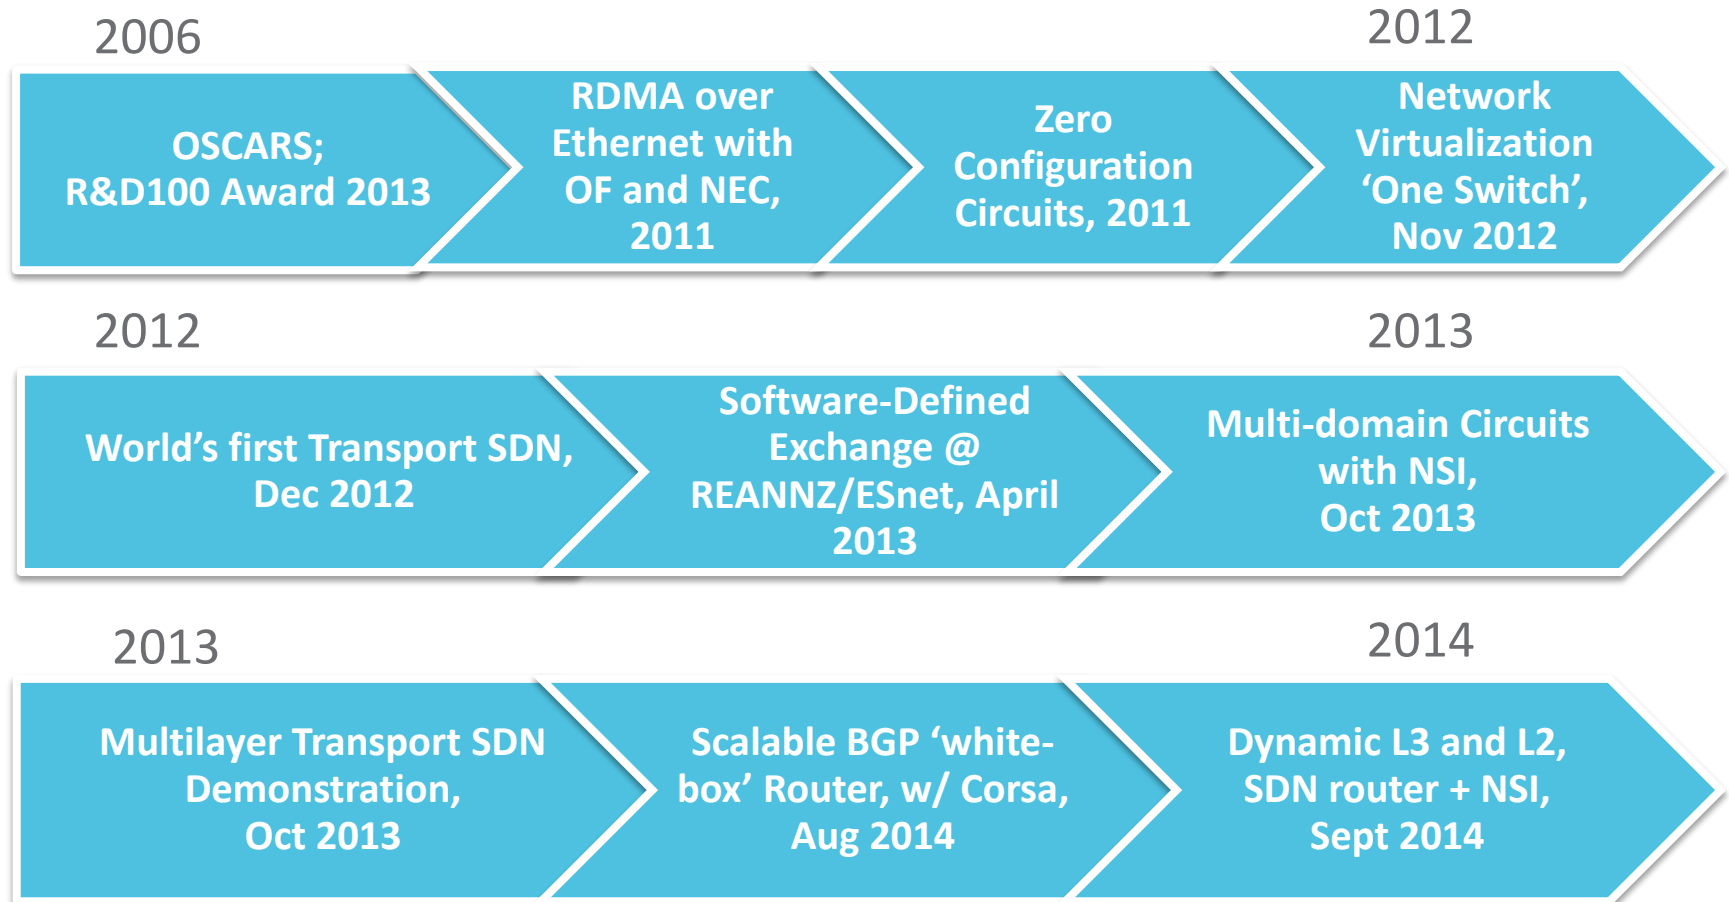 2006
2012
OSCARS;
R&D100 Award 2013
RDMA over
Ethernet with
OF and NEC,
2011
Zero
Configuration
Circuits, 2011
Network
Virtualization
‘One Switch’,
Nov 2012
2012
2013
World’s first Transport SDN,
Dec 2012
Software-Defined
Exchange @
REANNZ/ESnet, April
2013
Multi-domain Circuits
with NSI,
Oct 2013
2013
2014
Multilayer Transport SDN
Demonstration,
Oct 2013
Scalable BGP ‘white-
box’ Router, w/ Corsa,
Aug 2014
Dynamic L3 and L2,
SDN router + NSI,
Sept 2014